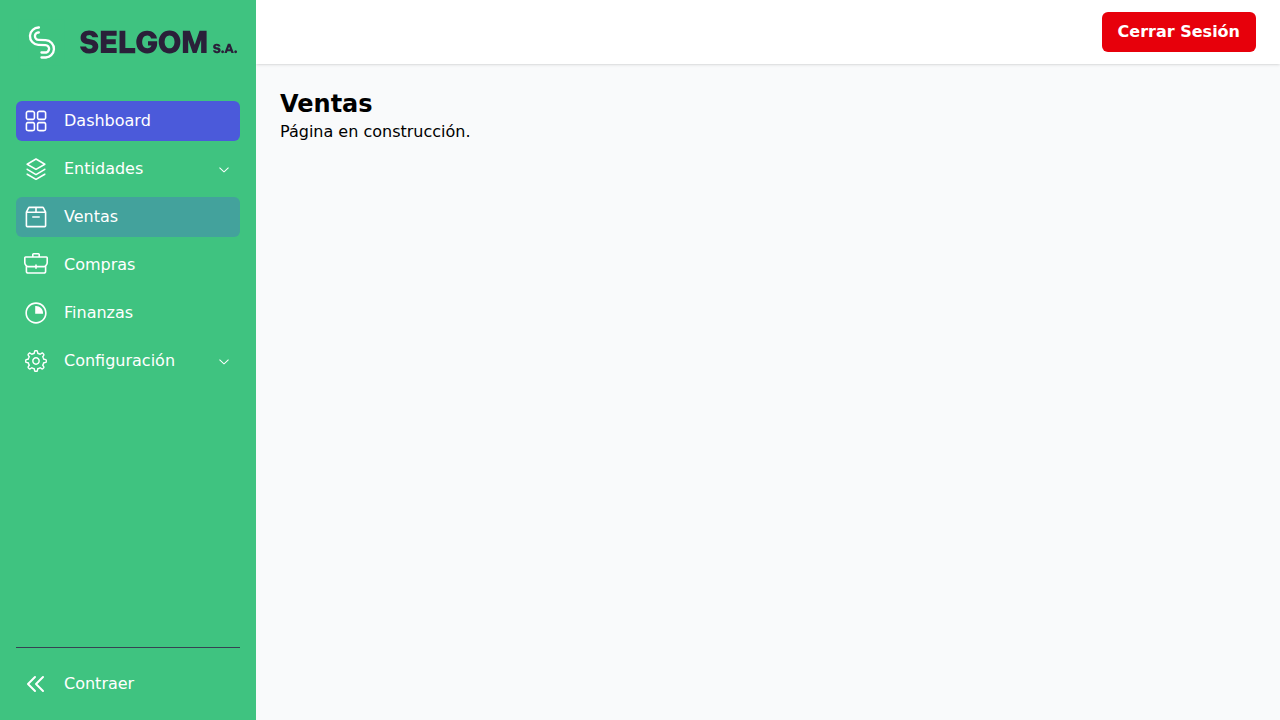 SELGOM S.A.
Cerrar Sesión
Dashboard
Entidades
Ventas
Compras
Finanzas
Configuración
Contraer
Ventas
Página en construcción.